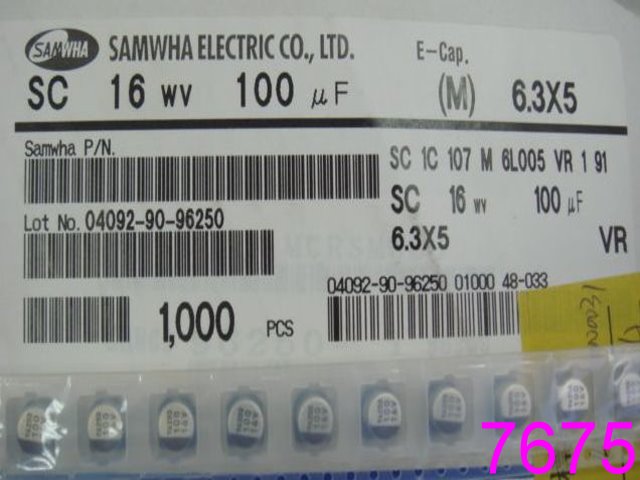 SAMWHA SAMWHA ELECTRIC CO., LTD. E-Cap.
SC 16 WV 100 μF (M) 6.3X5
Samwha P/N.
SC 1C 107 M 6L005 VR 1 91
SC 16 WV 100 μF
Lot No. 04092-90-96250
6.3X5 VR
04092-90-96250 01000 48-033
1,000 PCS
7675